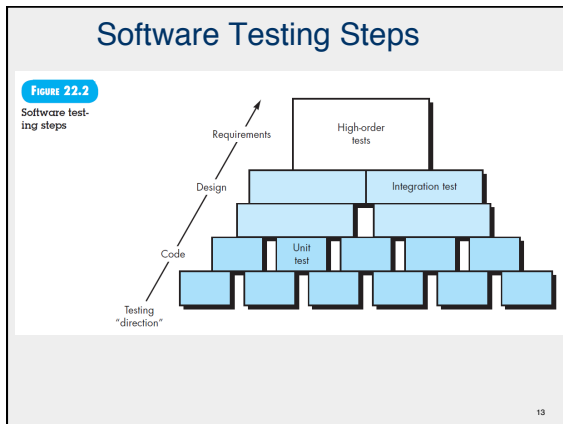 Software Testing Steps
FIGURE 22.2
Software test-
ing steps
Requirements
High-order
tests
Design
Integration test
Code
Unit
test
Testing
“direction”
13